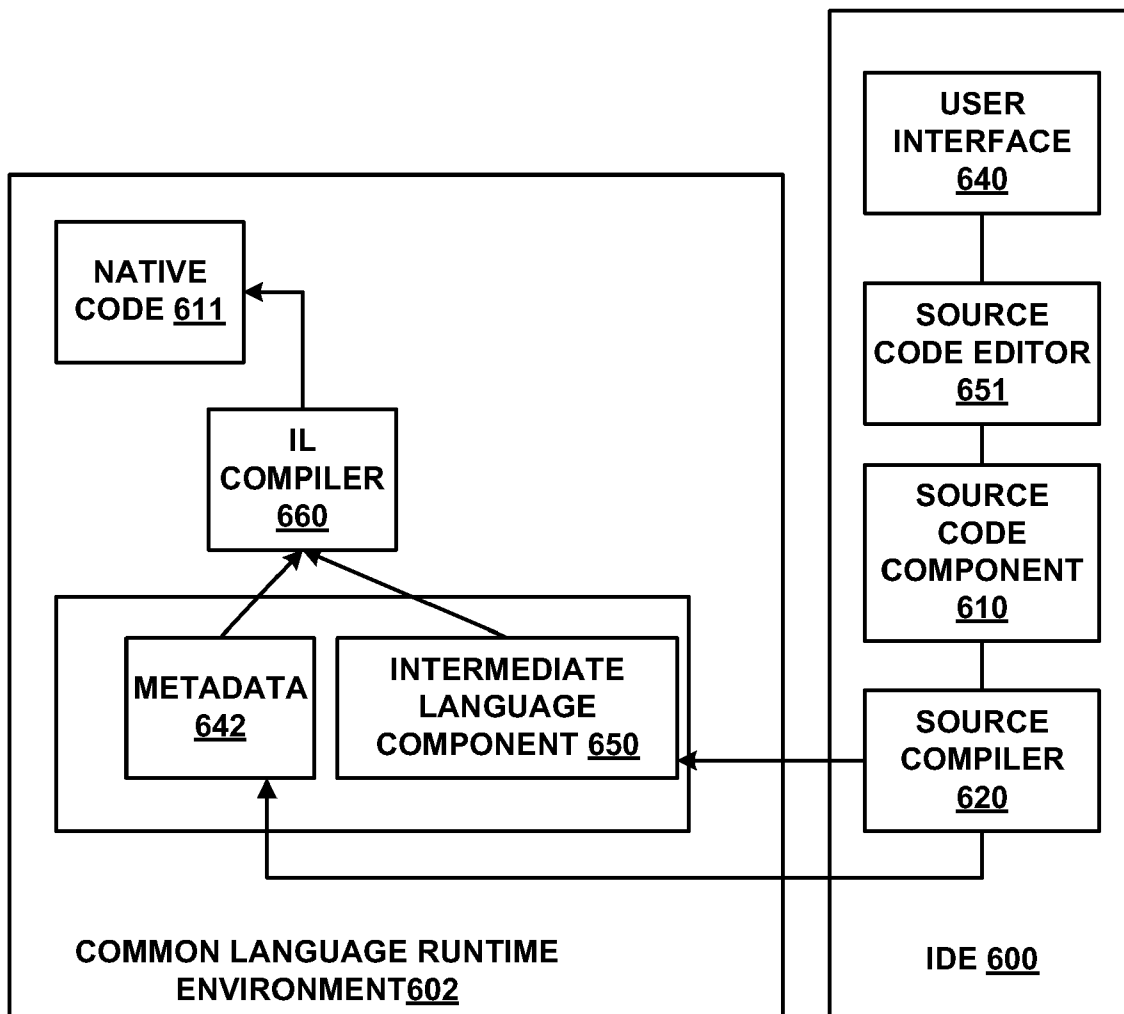 USER
INTERFACE
640
NATIVE
CODE 611
SOURCE
CODE EDITOR
651
IL
COMPILER
660
SOURCE
CODE
COMPONENT
610
METADATA
642
INTERMEDIATE
LANGUAGE
COMPONENT 650
SOURCE
COMPILER
620
COMMON LANGUAGE RUNTIME
ENVIRONMENT602
IDE 600